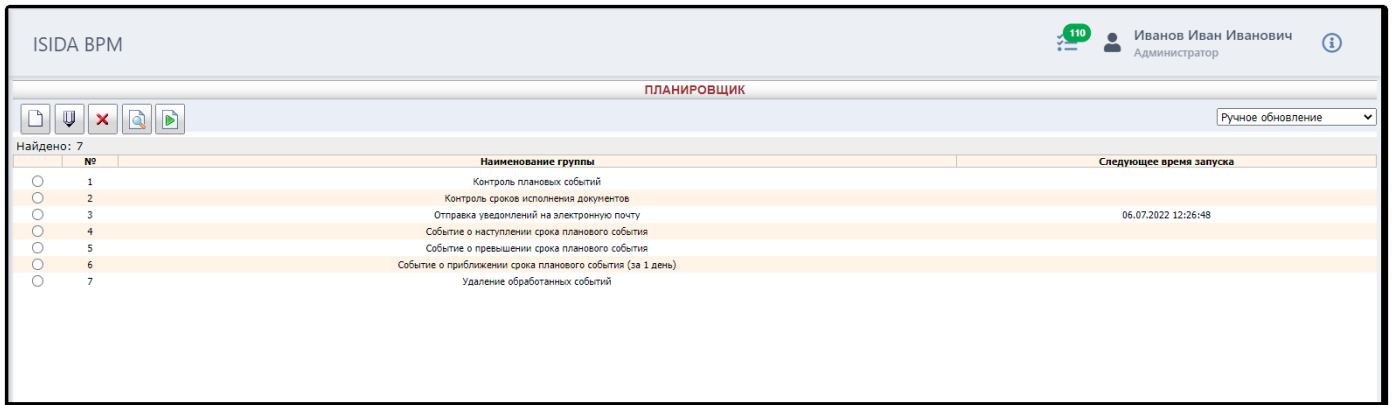 ISIDA BPM
110
Иванов Иван Иванович
Администратор
ПЛАНИРОВЩИК
Ручное обновление
Найдено: 7
№ Наименование группы Следующее время запуска
1 Контроль плановых событий
2 Контроль сроков исполнения документов
3 Отправка уведомлений на электронную почту 06.07.2022 12:26:48
4 Событие о наступлении срока планового события
5 Событие о превышении срока планового события
6 Событие о приближении срока планового события (за 1 день)
7 Удаление обработанных событий